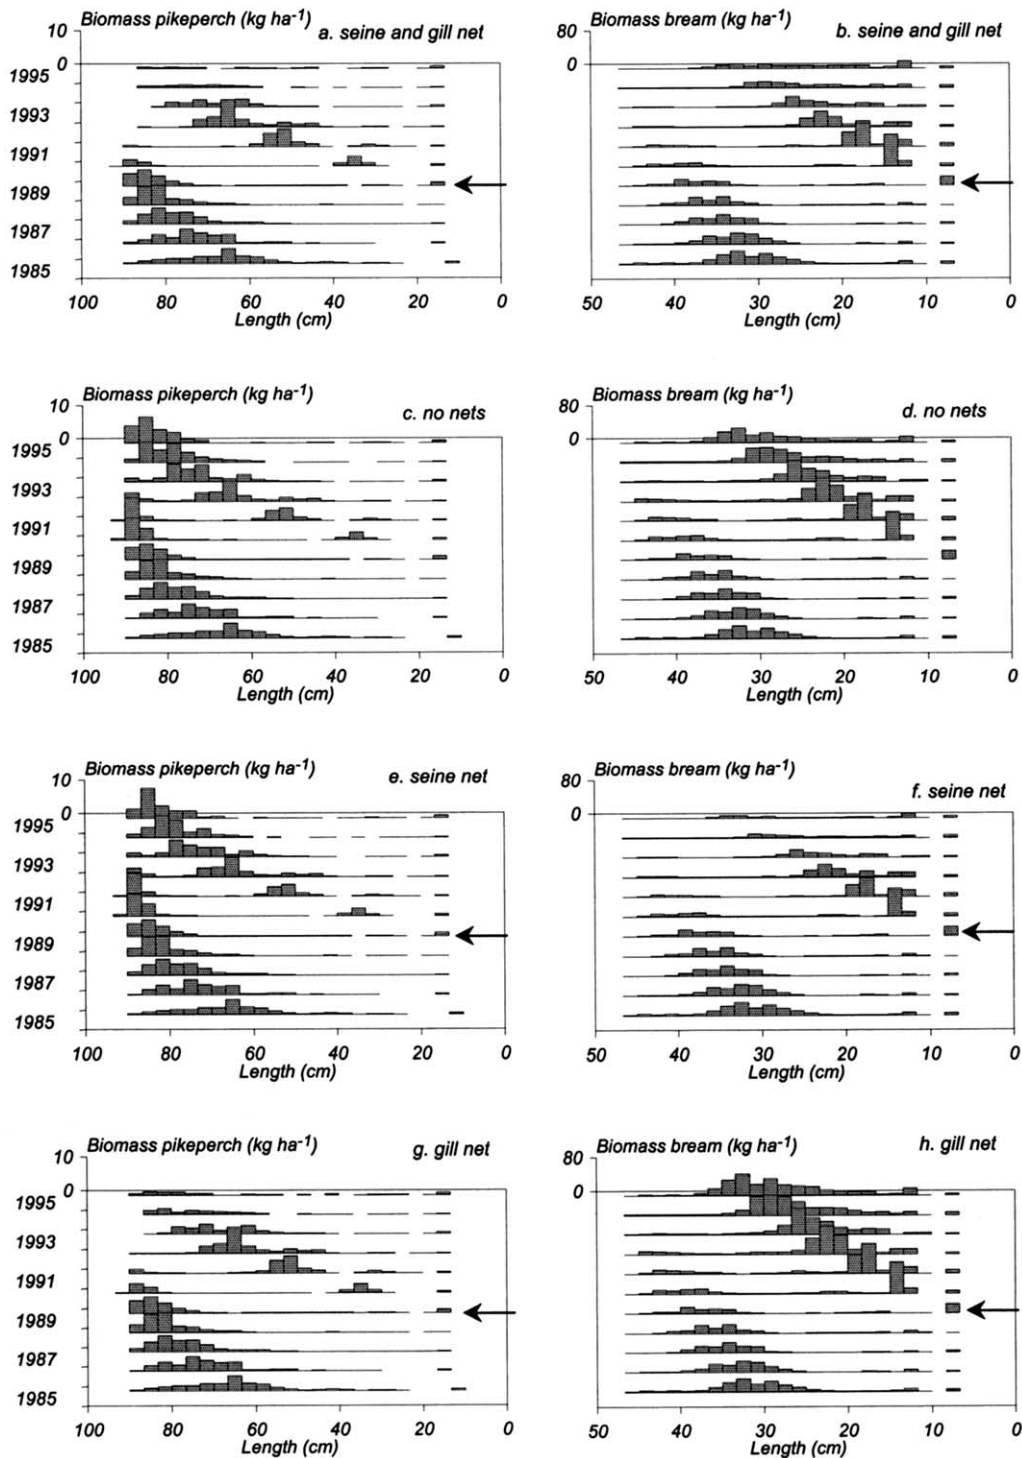 Biomass pikeperch (kg ha-1)
10
a. seine and gill net
0
1995
1993
1991
1989
1987
1985
100 80 60 40 20 0
Length (cm)
Biomass bream (kg ha-1)
80
b. seine and gill net
0
50 40 30 20 10 0
Length (cm)
Biomass pikeperch (kg ha-1)
10
c. no nets
0
1995
1993
1991
1989
1987
1985
100 80 60 40 20 0
Length (cm)
Biomass bream (kg ha-1)
80
d. no nets
0
50 40 30 20 10 0
Length (cm)
Biomass pikeperch (kg ha-1)
10
e. seine net
0
1995
1993
1991
1989
1987
1985
100 80 60 40 20 0
Length (cm)
Biomass bream (kg ha-1)
80
f. seine net
0
50 40 30 20 10 0
Length (cm)
Biomass pikeperch (kg ha-1)
10
g. gill net
0
1995
1993
1991
1989
1987
1985
100 80 60 40 20 0
Length (cm)
Biomass bream (kg ha-1)
80
h. gill net
0
50 40 30 20 10 0
Length (cm)